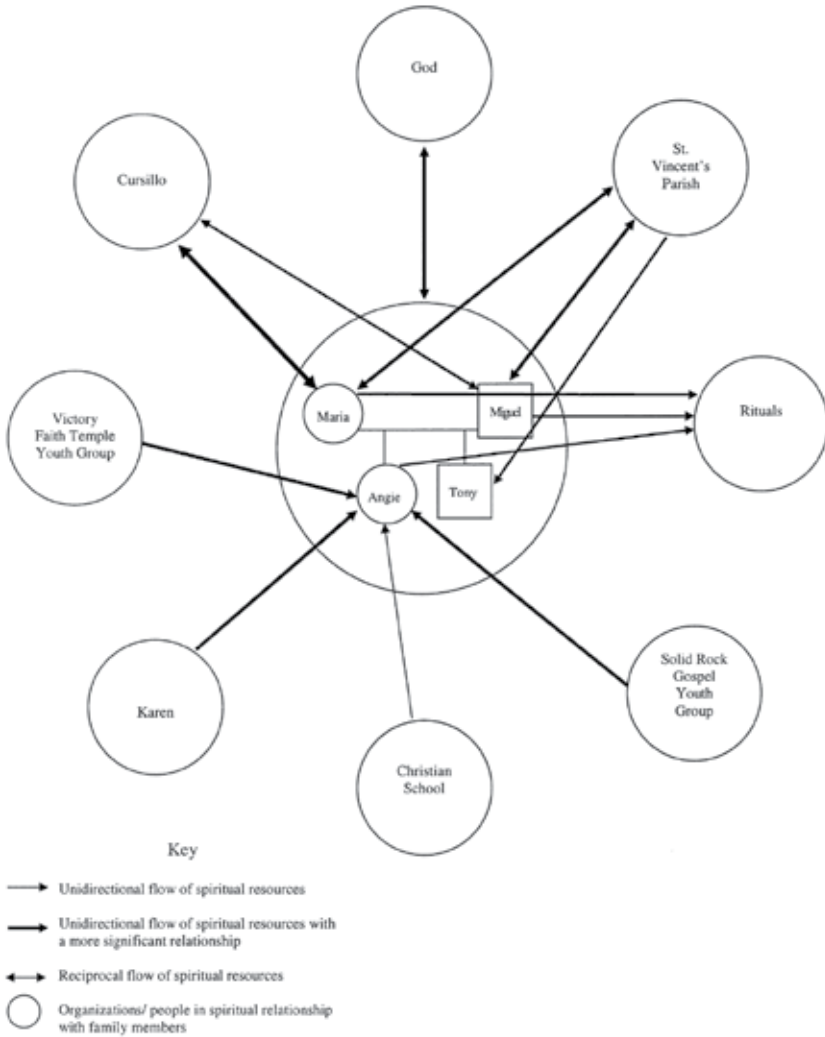 God
Cursillo
St.
Vincent's
Parish
Maria
Miguel
Rituals
Victory
Faith Temple
Youth Group
Angie
Tony
Karen
Solid Rock
Gospel
Youth
Group
Christian
School
Key
Unidirectional flow of spiritual resources
Unidirectional flow of spiritual resources with
a more significant relationship
Reciprocal flow of spiritual resources
Organizations/ people in spiritual relationship
with family members